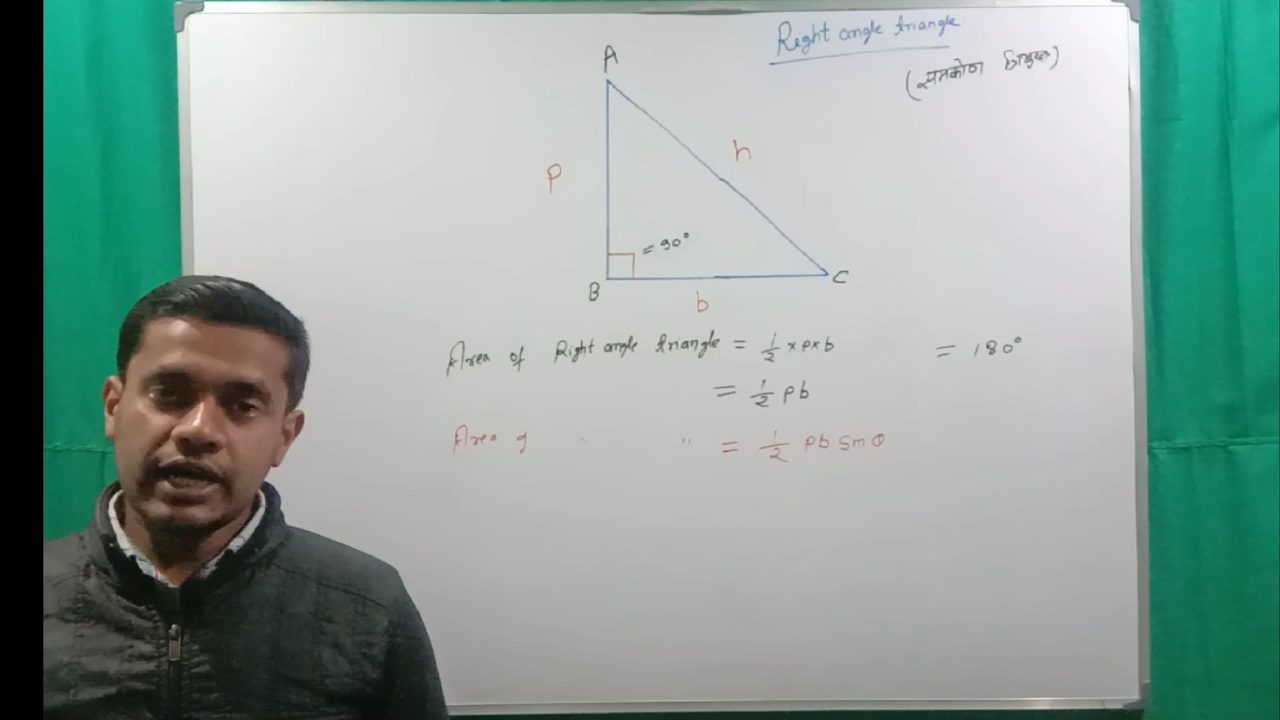 Right angle triangle
(समकोण त्रिभुज)
A
h
p
= 90°
B
C
b
Area of Right angle triangle = 1/2 × p × b = 180°
= 1/2 pb
Area of " " = 1/2 pb Sin θ